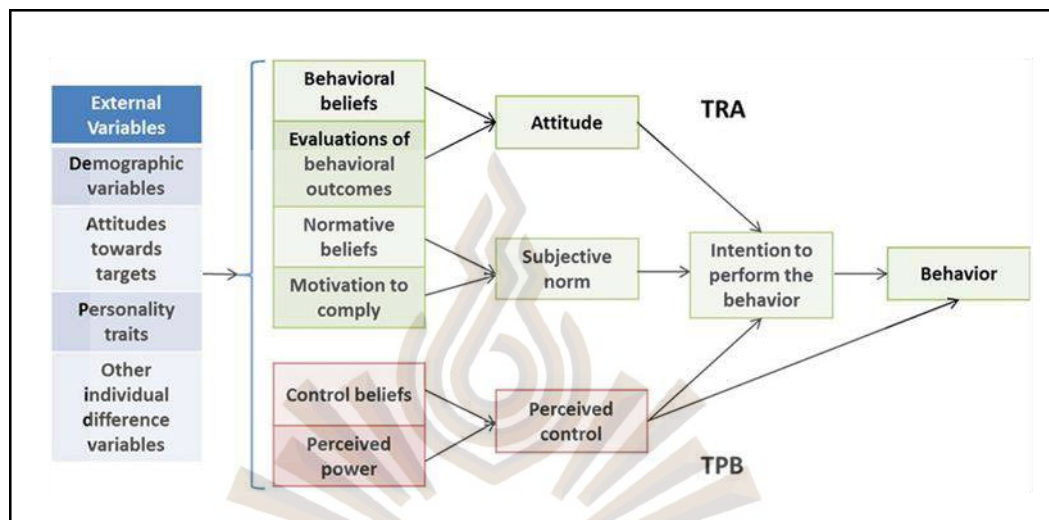 External
Variables
Demographic
variables
Attitudes
towards
targets
Personality
traits
Other
individual
difference
variables
Behavioral
beliefs
Evaluations of
behavioral
outcomes
Normative
beliefs
Motivation to
comply
Control beliefs
Perceived
power
Attitude
Subjective
norm
Perceived
control
TRA
Intention to
perform the
behavior
TPB
Behavior